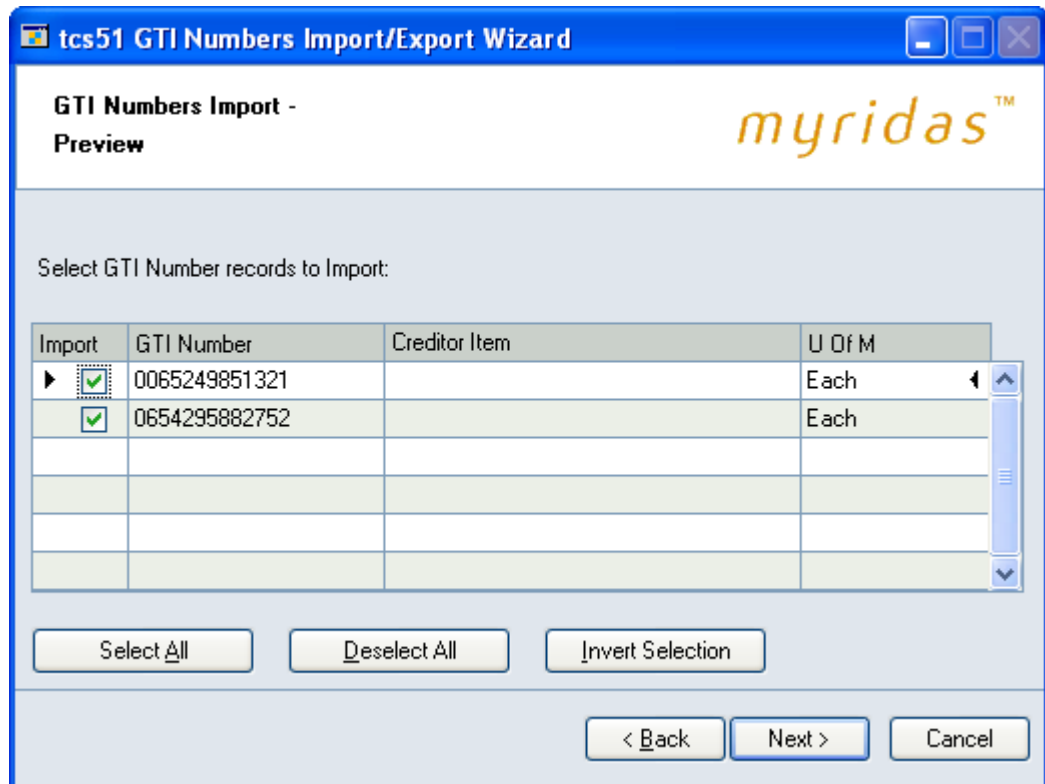 tcs51 GTI Numbers Import/Export Wizard
GTI Numbers Import -
Preview
myridas™
Select GTI Number records to Import:
Import GTI Number Creditor Item U Of M
0065249851321 Each
0654295882752 Each
Select All Deselect All Invert Selection
< Back Next > Cancel